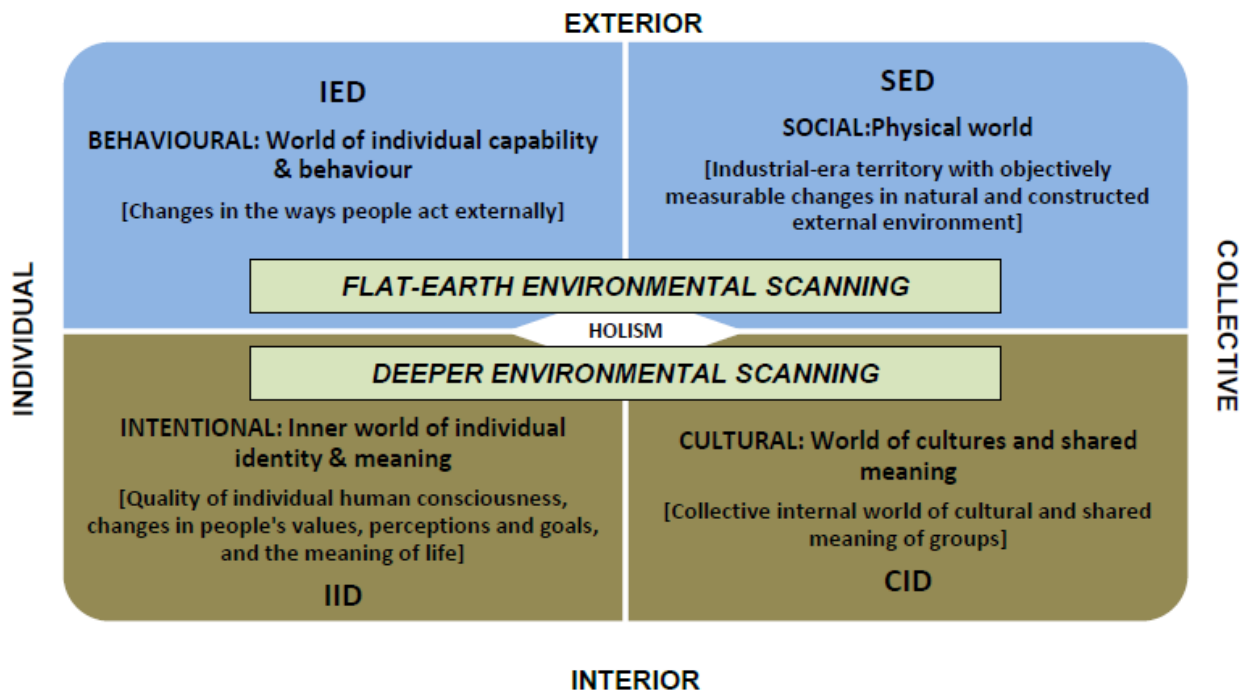 EXTERIOR
IED
BEHAVIOURAL: World of individual capability
& behaviour
[Changes in the ways people act externally]
SED
SOCIAL:Physical world
[Industrial-era territory with objectively
measurable changes in natural and constructed
external environment]
INDIVIDUAL
COLLECTIVE
FLAT-EARTH ENVIRONMENTAL SCANNING
HOLISM
DEEPER ENVIRONMENTAL SCANNING
INTENTIONAL: Inner world of individual
identity & meaning
[Quality of individual human consciousness,
changes in people's values, perceptions and goals,
and the meaning of life]
IID
CULTURAL: World of cultures and shared
meaning
[Collective internal world of cultural and shared
meaning of groups]
CID
INTERIOR